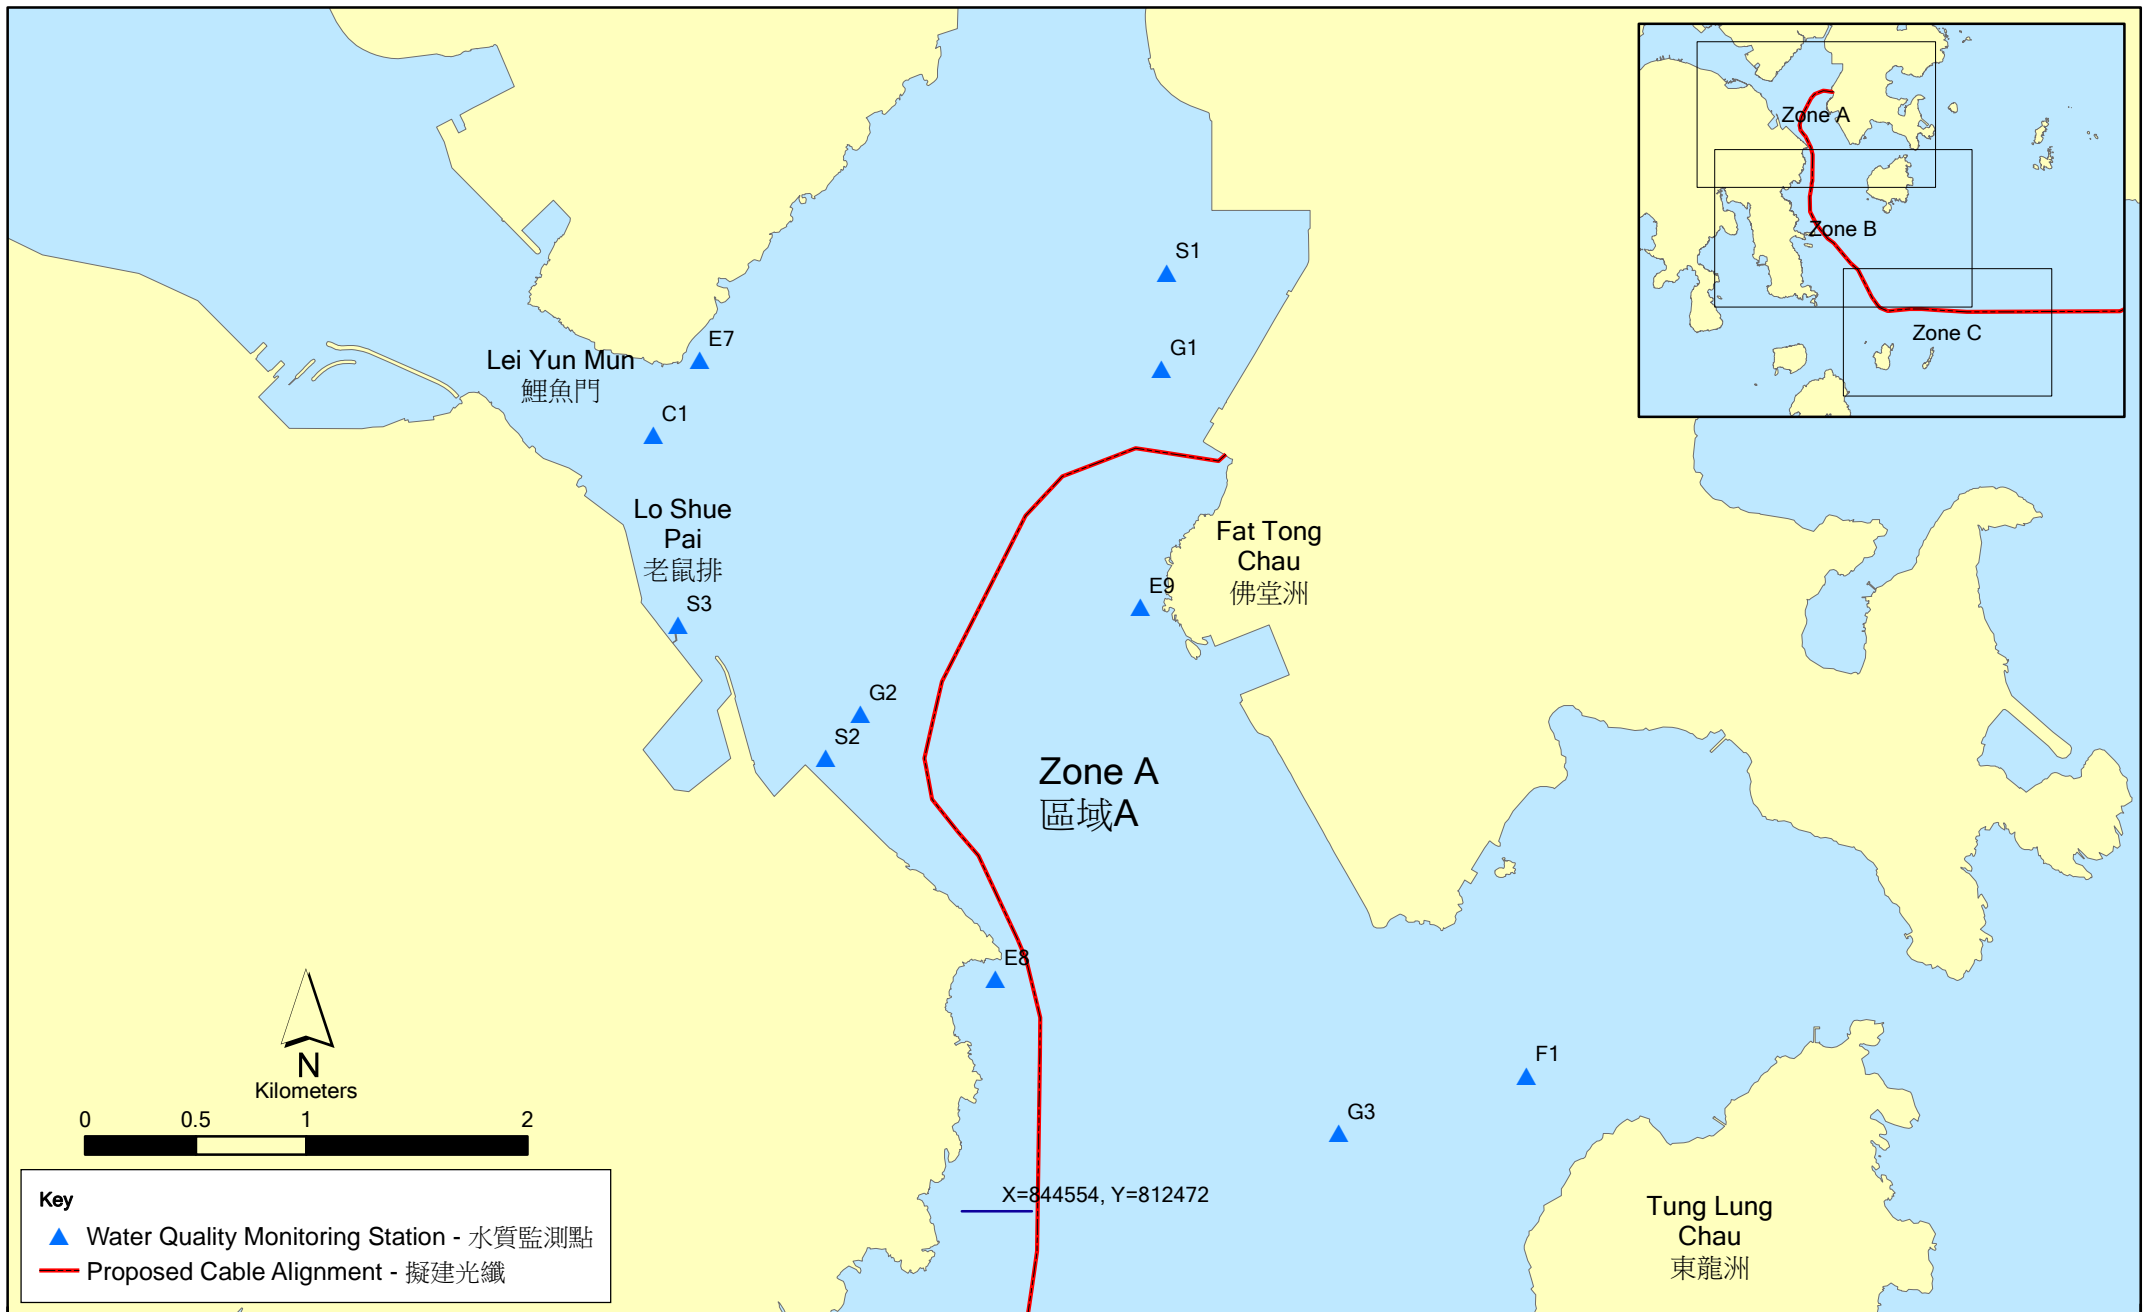 Zone A
Zone B
Zone C
S1
G1
E7
Lei Yun Mun
鯉魚門
C1
Lo Shue
Pai
老鼠排
S3
Fat Tong
Chau
佛堂洲
E9
G2
S2
Zone A
區域A
E8
F1
G3
X=844554, Y=812472
Tung Lung
Chau
東龍洲
N
Kilometers
0 0.5 1 2
Key
Water Quality Monitoring Station - 水質監測點
Proposed Cable Alignment - 擬建光纖